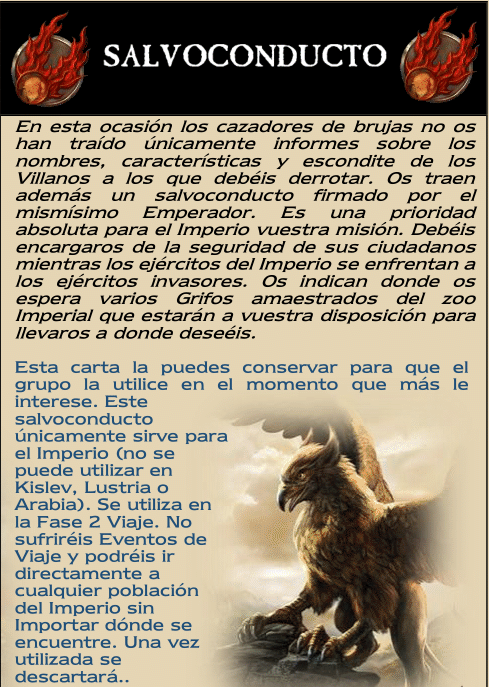 SALVOCONDUCTO
En esta ocasión los cazadores de brujas no os
han traído únicamente informes sobre los
nombres, características y escondite de los
Villanos a los que debéis derrotar. Os traen
además un salvoconducto firmado por el
mismísimo Emperador. Es una prioridad
absoluta para el Imperio vuestra misión. Debéis
encargaros de la seguridad de sus ciudadanos
mientras los ejércitos del Imperio se enfrentan a
los ejércitos invasores. Os indican donde os
espera varios Grifos amaestrados del zoo
Imperial que estarán a vuestra disposición para
llevaros a donde deseéis.
Esta carta la puedes conservar para que el
grupo la utilice en el momento que más le
interese. Este
salvoconducto
únicamente sirve para
el Imperio (no se
puede utilizar en
Kislev, Lustria o
Arabia). Se utiliza en
la Fase 2 Viaje. No
sufriréis Eventos de
Viaje y podréis ir
directamente a
cualquier población
del Imperio sin
Importar dónde se
encuentre. Una vez
utilizada se
descartará..